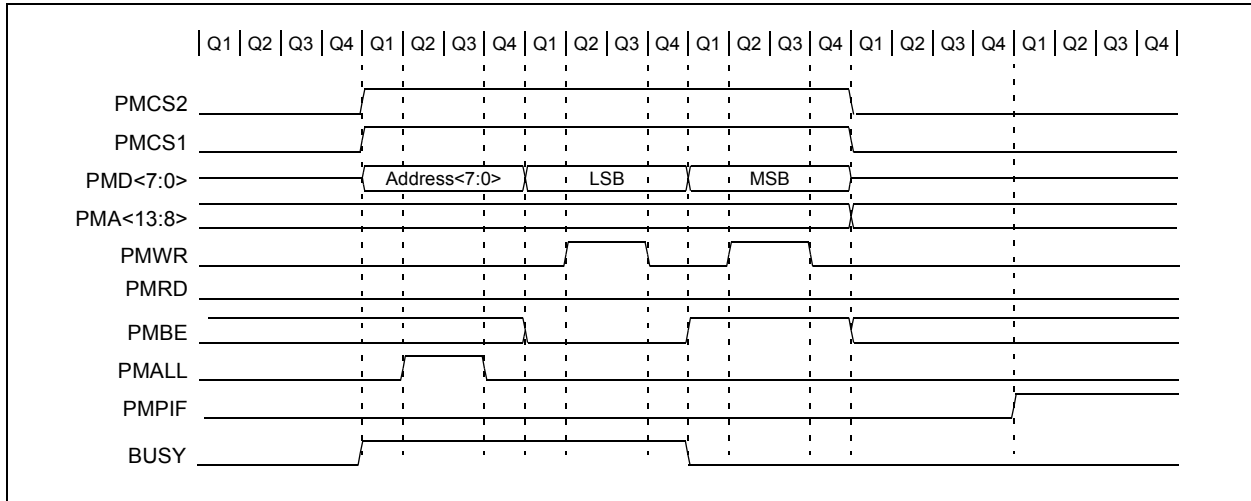 Q1 Q2 Q3 Q4 Q1 Q2 Q3 Q4 Q1 Q2 Q3 Q4 Q1 Q2 Q3 Q4 Q1 Q2 Q3 Q4 Q1 Q2 Q3 Q4
PMCS2
PMCS1
PMD<7:0> Address<7:0> LSB MSB
PMA<13:8>
PMWR
PMRD
PMBE
PMALL
PMPIF
BUSY